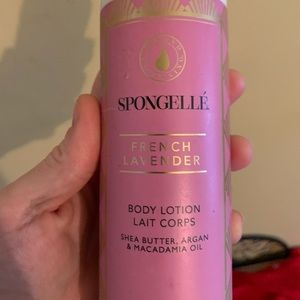 SPONGELLÉ
FRENCH
LAVENDER
BODY LOTION
LAIT CORPS
SHEA BUTTER, ARGAN
& MACADAMIA OIL